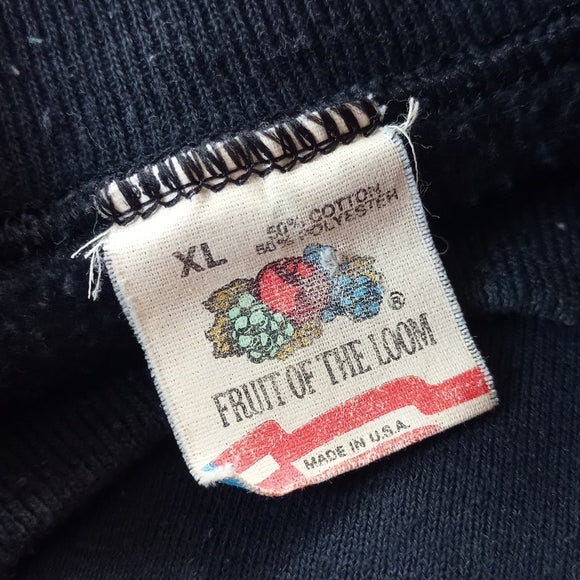 XL
50% COTTON
50% POLYESTER
®
FRUIT OF THE LOOM
MADE IN U.S.A.